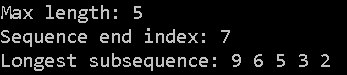 Max length: 5
Sequence end index: 7
Longest subsequence: 9 6 5 3 2